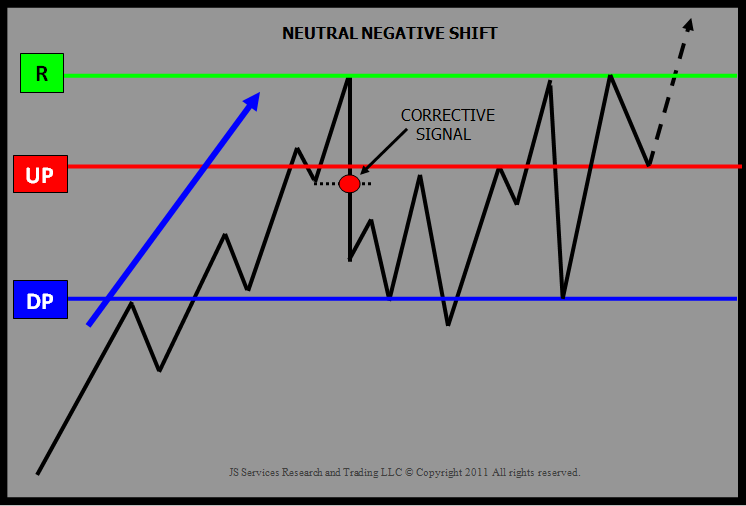 NEUTRAL NEGATIVE SHIFT
R
CORRECTIVE
SIGNAL
UP
DP
JS Services Research and Trading LLC © Copyright 2011 All rights reserved.